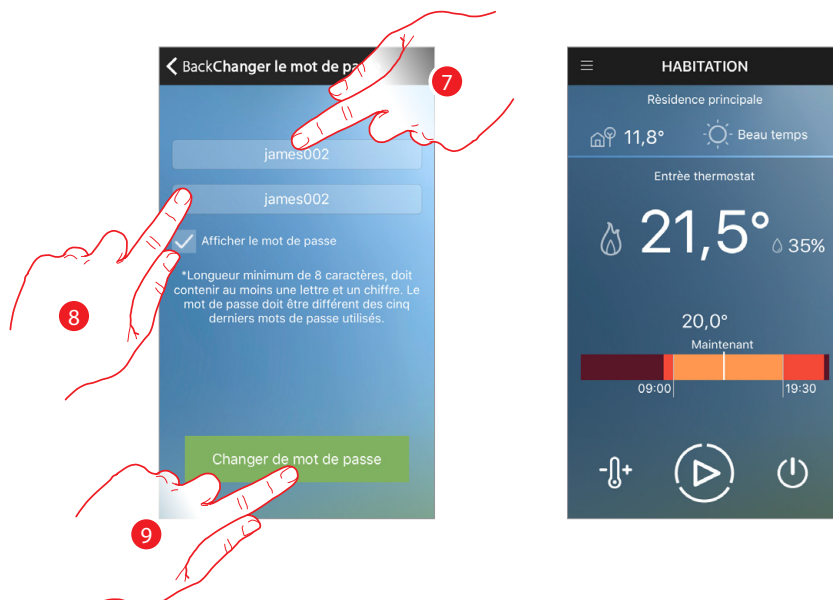 BackChanger le mot de pa
7
james002
james002
Afficher le mot de passe
*Longueur minimum de 8 caractères, doit
contenir au moins une lettre et un chiffre. Le
mot de passe doit être différent des cinq
derniers mots de passe utilisés.
8
Changer de mot de passe
9
HABITATION
Rèsidence principale
11,8°
Beau temps
Entrèe thermostat
21,5°
35%
20,0°
Maintenant
09:00
19:30